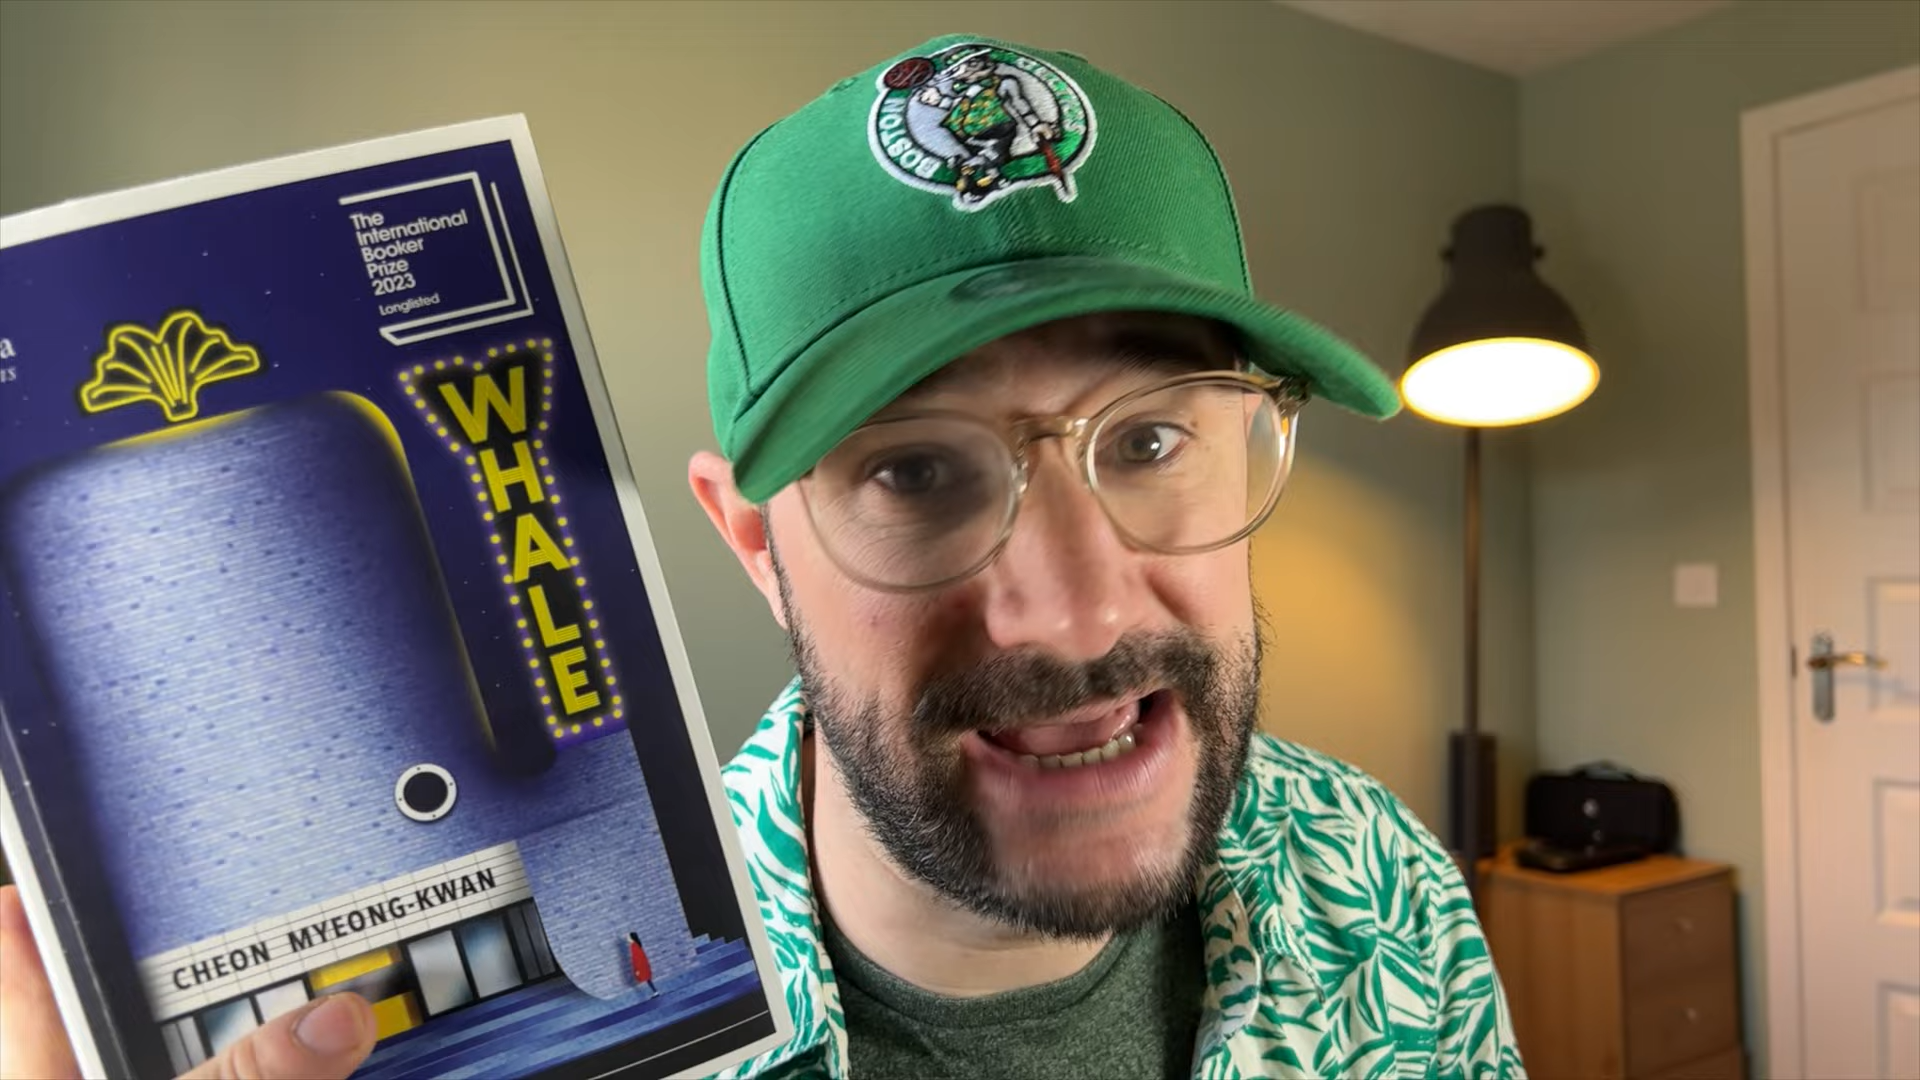 BOSTON
CELTICS
The
International
Booker
Prize
2023
Longlisted
WHALE
CHEON MYEONG-KWAN